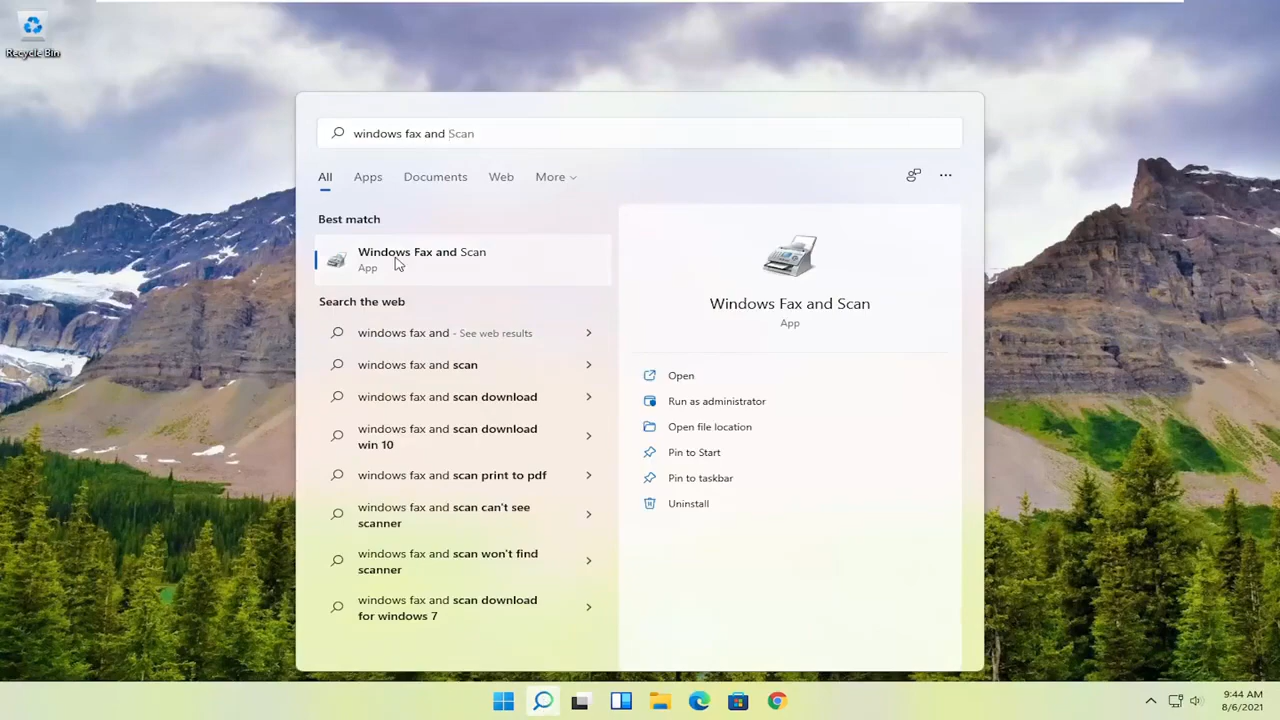 Recycle Bin
windows fax and Scan
All Apps Documents Web More
Best match
Windows Fax and Scan
App
Search the web
windows fax and - See web results
windows fax and scan
windows fax and scan download
windows fax and scan download
win 10
windows fax and scan print to pdf
windows fax and scan can't see
scanner
windows fax and scan won't find
scanner
windows fax and scan download
for windows 7
Windows Fax and Scan
App
Open
Run as administrator
Open file location
Pin to Start
Pin to taskbar
Uninstall
9:44 AM
8/6/2021